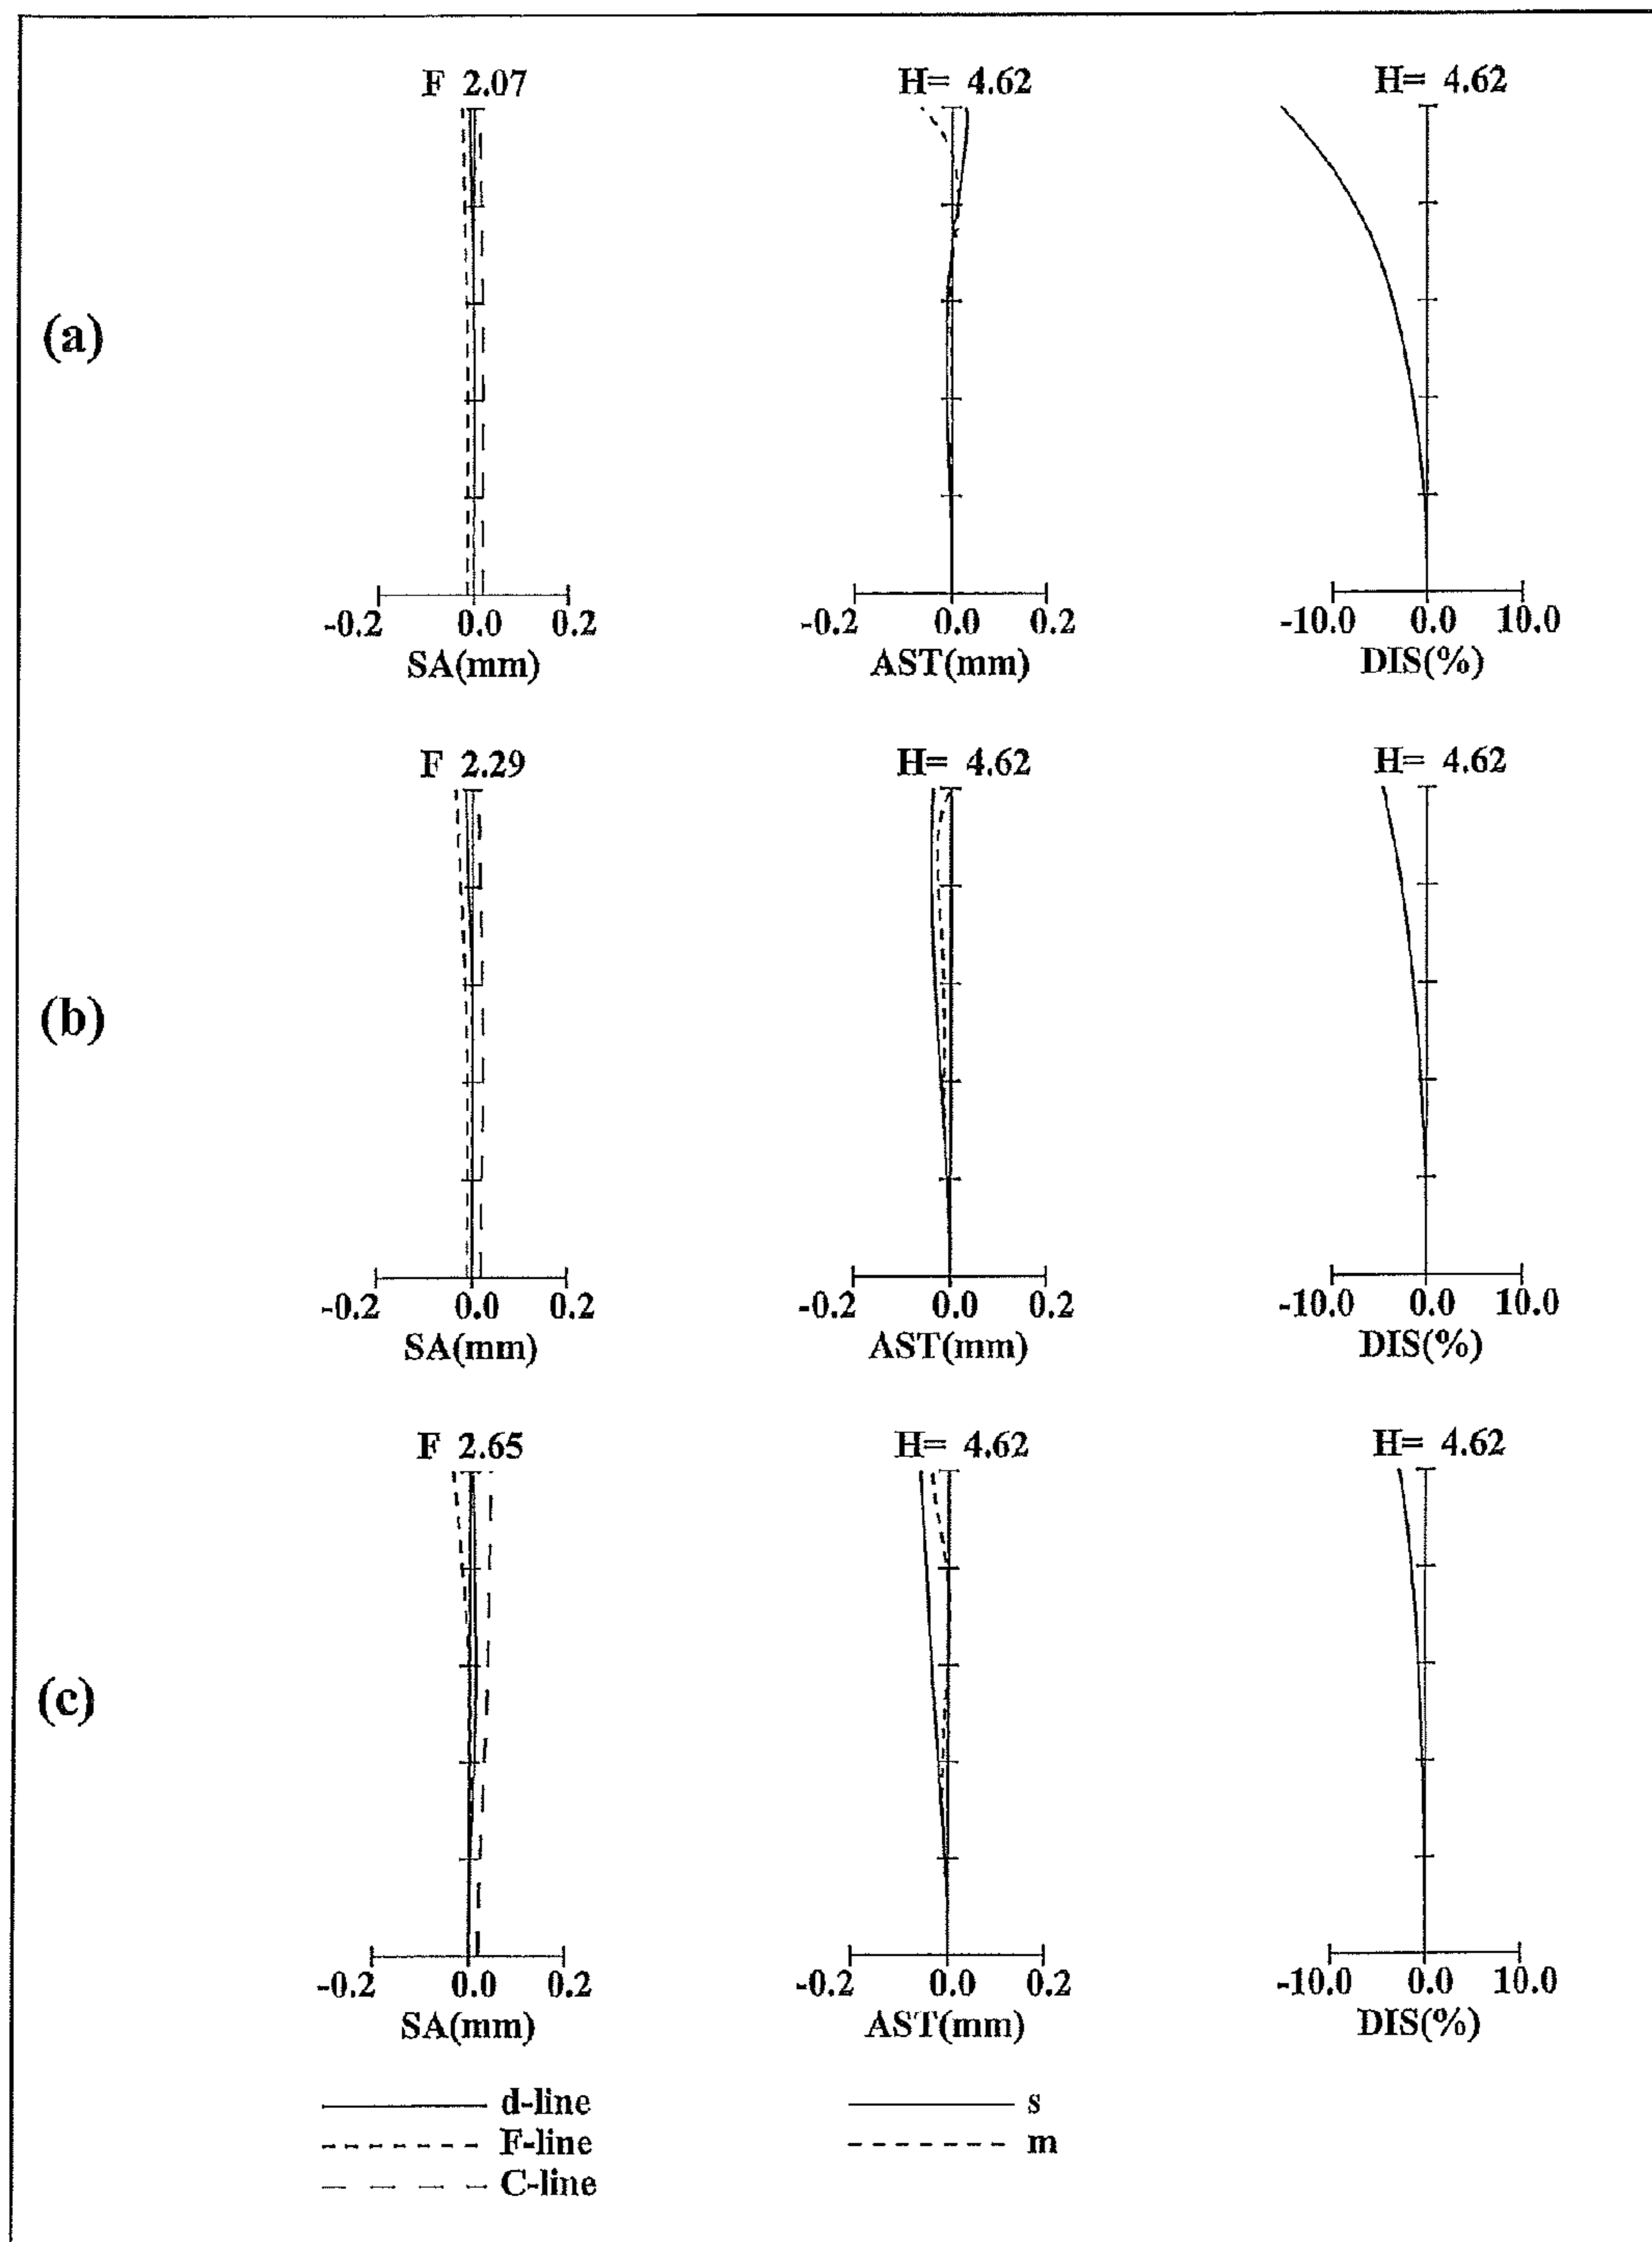 F 2.07
H= 4.62
H= 4.62
(a)
-0.2 0.0 0.2
SA(mm)
-0.2 0.0 0.2
AST(mm)
-10.0 0.0 10.0
DIS(%)
F 2.29
H= 4.62
H= 4.62
(b)
-0.2 0.0 0.2
SA(mm)
-0.2 0.0 0.2
AST(mm)
-10.0 0.0 10.0
DIS(%)
F 2.65
H= 4.62
H= 4.62
(c)
-0.2 0.0 0.2
SA(mm)
-0.2 0.0 0.2
AST(mm)
-10.0 0.0 10.0
DIS(%)
d-line
F-line
C-line
s
m